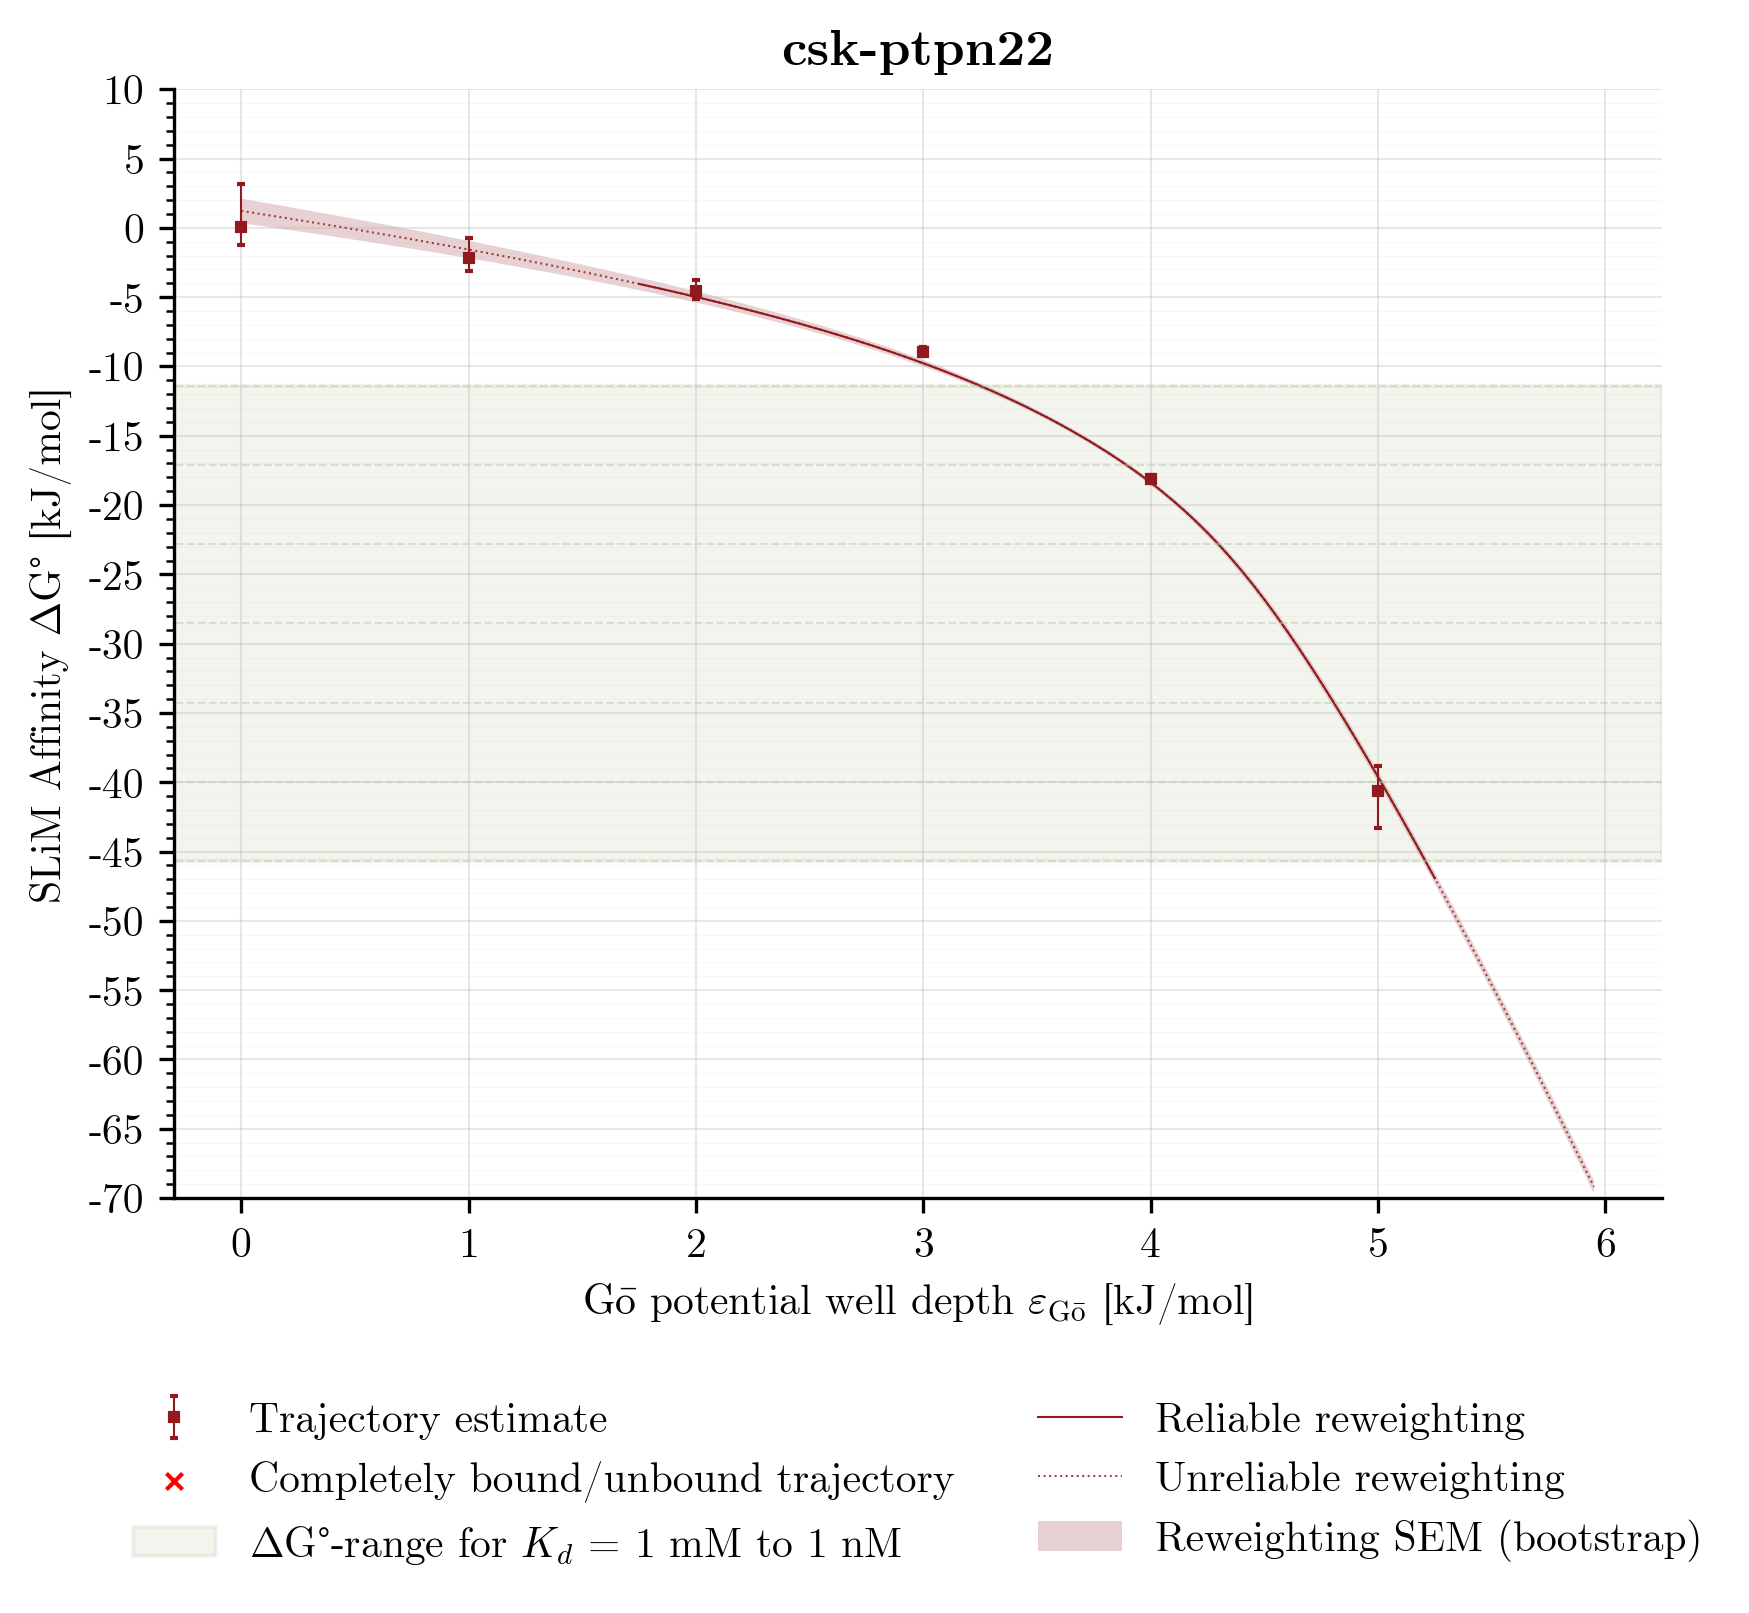 csk-ptpn22
10
5
0
-5
-10
-15
-20
-25
-30
-35
-40
-45
-50
-55
-60
-65
-70
SLiM Affinity ΔG° [kJ/mol]
0 1 2 3 4 5 6
Gō potential well depth ε_Gō [kJ/mol]
Trajectory estimate
Completely bound/unbound trajectory
ΔG°-range for K_d = 1 mM to 1 nM
Reliable reweighting
Unreliable reweighting
Reweighting SEM (bootstrap)